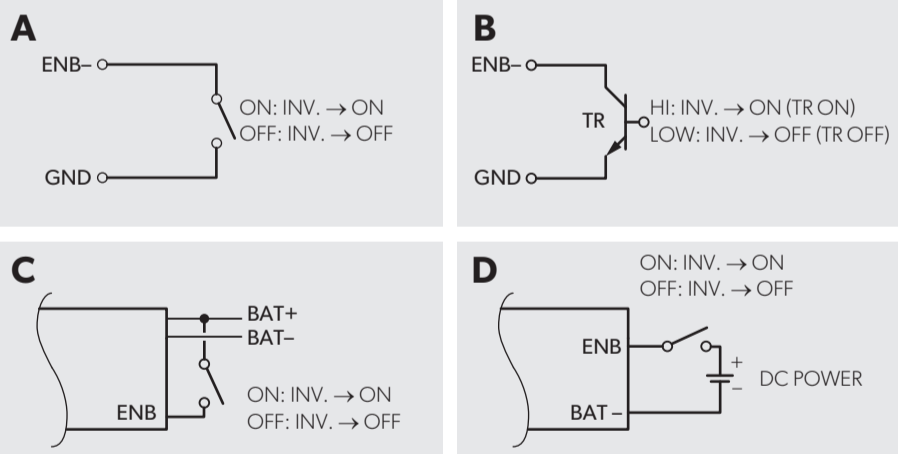 A
ENB–
ON: INV. → ON
OFF: INV. → OFF
GND
B
ENB–
TR
HI: INV. → ON (TR ON)
LOW: INV. → OFF (TR OFF)
GND
C
BAT+
BAT–
ON: INV. → ON
OFF: INV. → OFF
ENB
D
ON: INV. → ON
OFF: INV. → OFF
ENB
+
–
DC POWER
BAT –